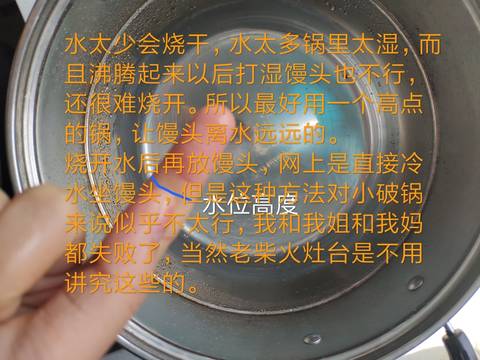 水太少会烧干，水太多锅里太湿，而
且沸腾起来以后打湿馒头也不行，
还很难烧开。所以最好用一个高点
的锅，让馒头离水远远的。
烧开水后再放馒头，网上是直接冷
水坐馒头，但是这种方法对小破锅
来说似乎不太行，我和我姐和我妈
都失败了，当然老柴火灶台是不用
讲究这些的。
水位高度